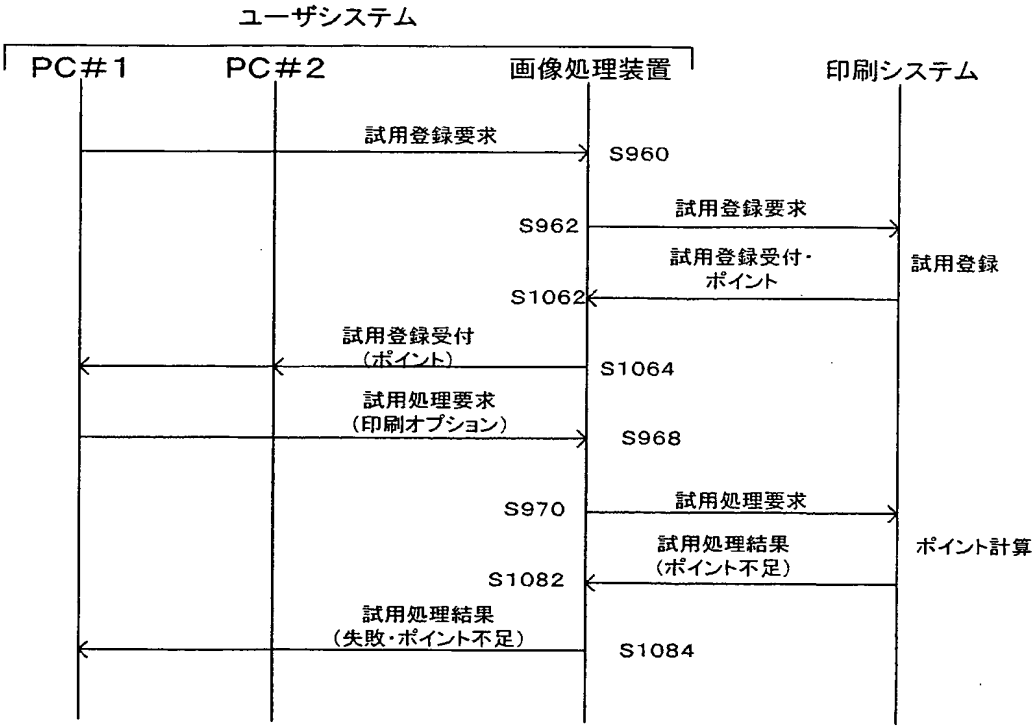 ユーザシステム
PC#1
PC#2
画像処理装置
印刷システム
試用登録要求
S960
試用登録要求
S962
試用登録受付・
ポイント
試用登録
S1062
試用登録受付
(ポイント)
S1064
試用処理要求
(印刷オプション)
S968
試用処理要求
S970
試用処理結果
(ポイント不足)
ポイント計算
S1082
試用処理結果
(失敗・ポイント不足)
S1084